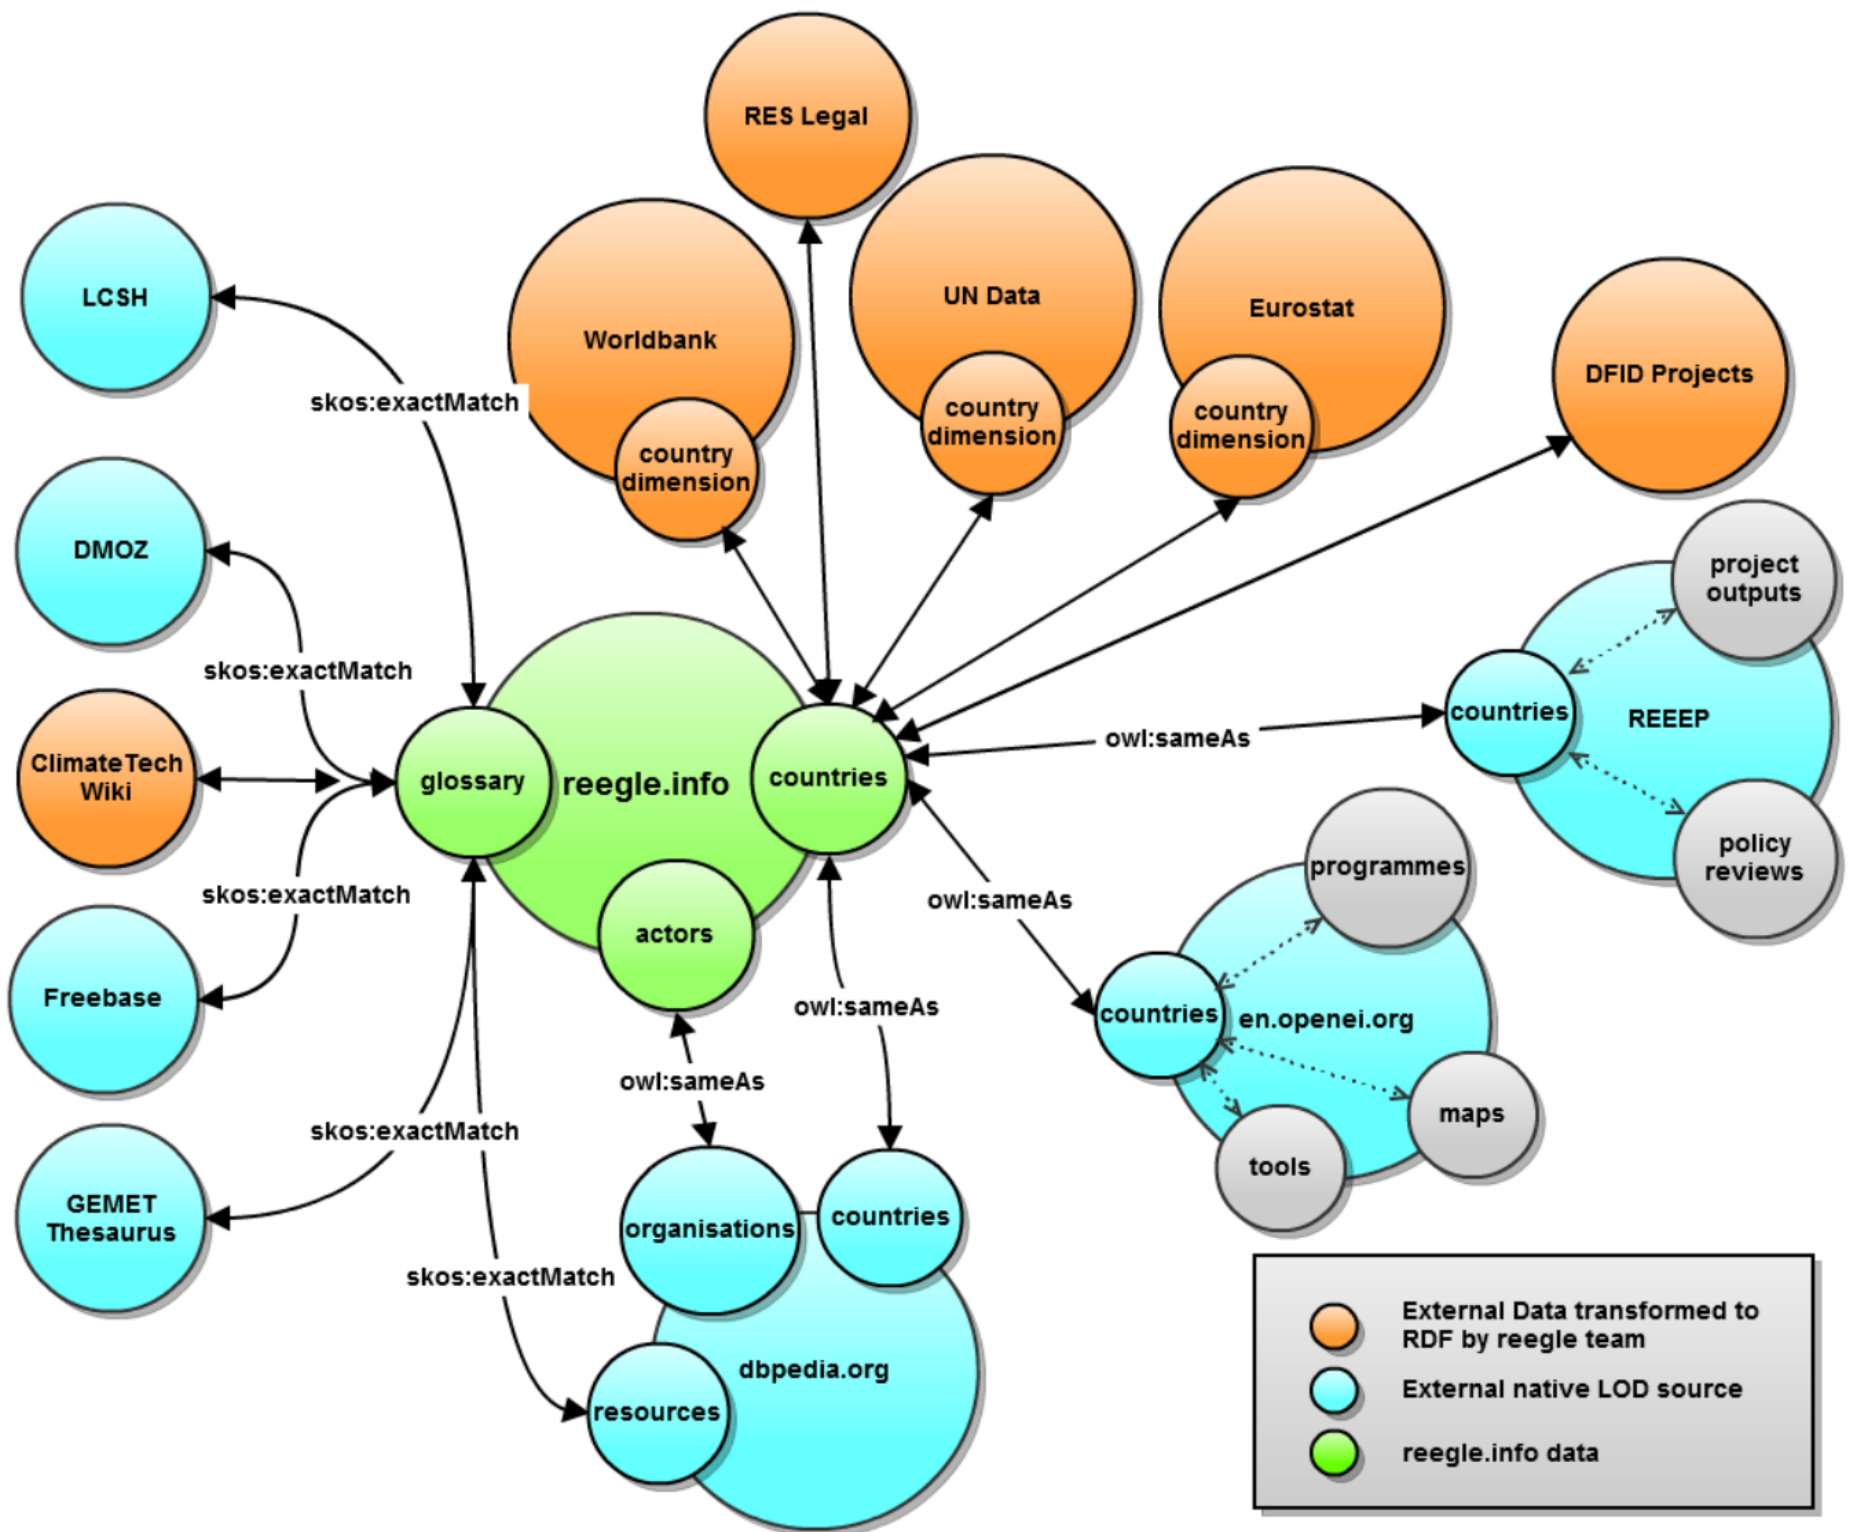 RES Legal
UN Data
LCSH
Eurostat
Worldbank
DFID Projects
skos:exactMatch
country
dimension
country
dimension
country
dimension
DMOZ
project
outputs
skos:exactMatch
countries
REEEP
owl:sameAs
ClimateTech
Wiki
glossary
reegle.info
countries
policy
reviews
programmes
skos:exactMatch
owl:sameAs
actors
Freebase
owl:sameAs
countries
en.openei.org
owl:sameAs
maps
skos:exactMatch
tools
GEMET
Thesaurus
organisations
countries
skos:exactMatch
dbpedia.org
resources
External Data transformed to
RDF by reegle team
External native LOD source
reegle.info data